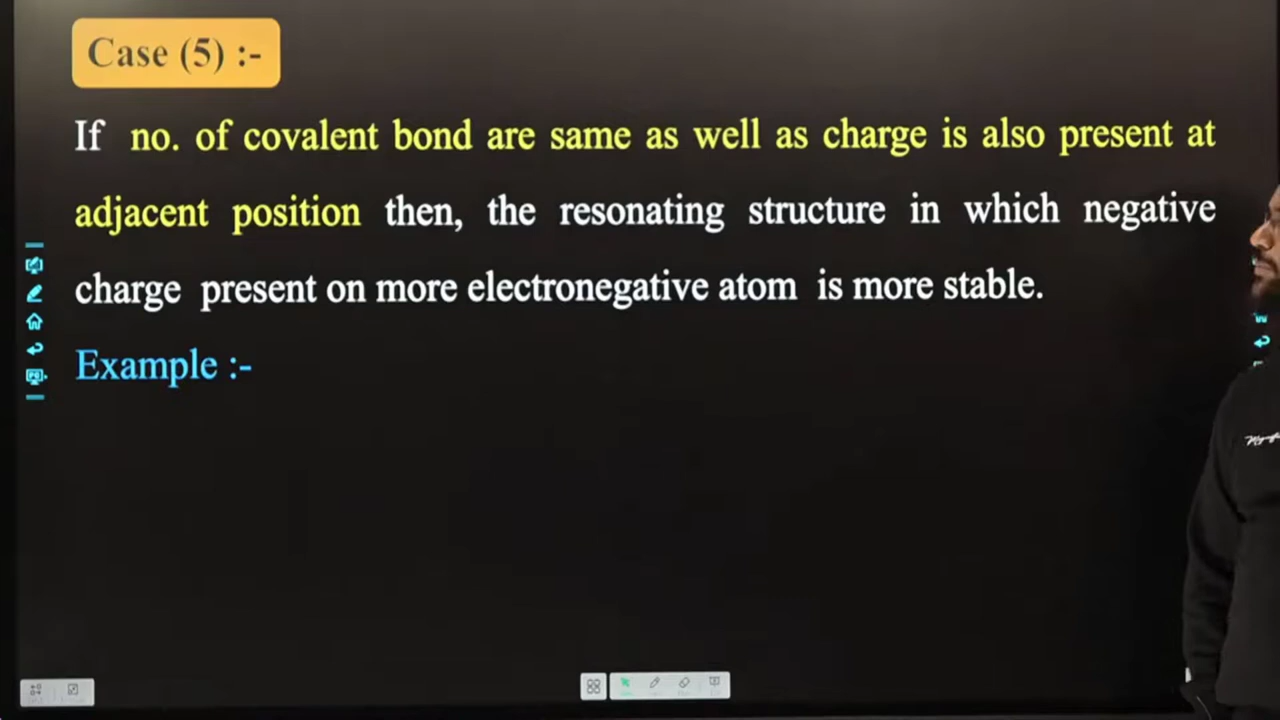 Case (5) :-
If no. of covalent bond are same as well as charge is also present at
adjacent position then, the resonating structure in which negative
charge present on more electronegative atom is more stable.
Example :-